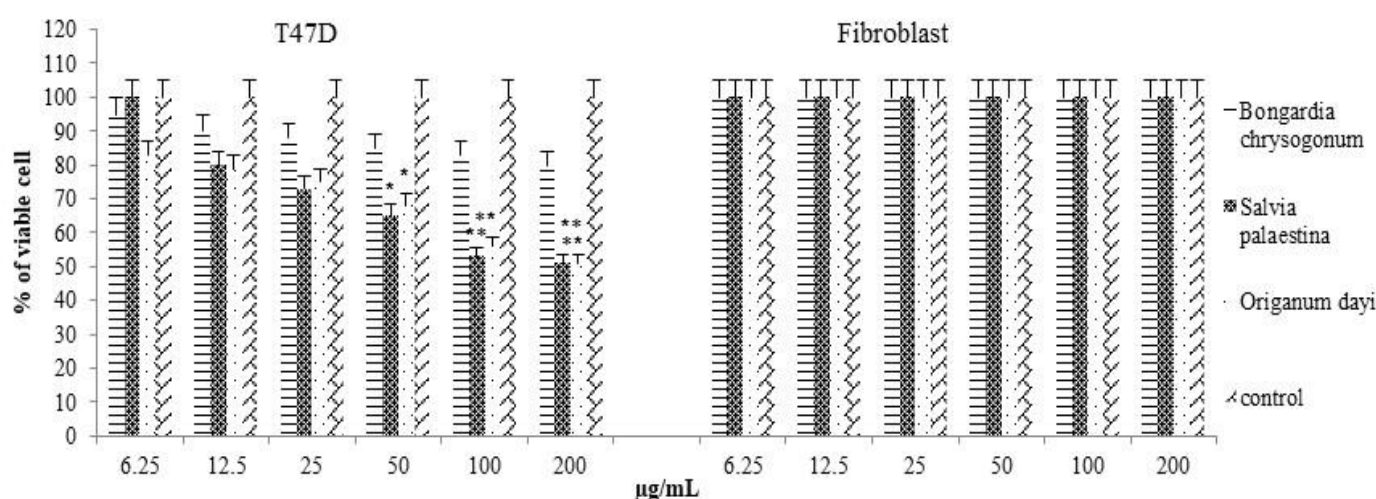 T47D
Fibroblast
% of viable cell
120
110
100
90
80
70
60
50
40
30
20
10
0
* *
** **
** **
6.25 12.5 25 50 100 200 6.25 12.5 25 50 100 200
µg/mL
Bongardia
chrysogonum
Salvia
palaestina
Origanum dayi
control